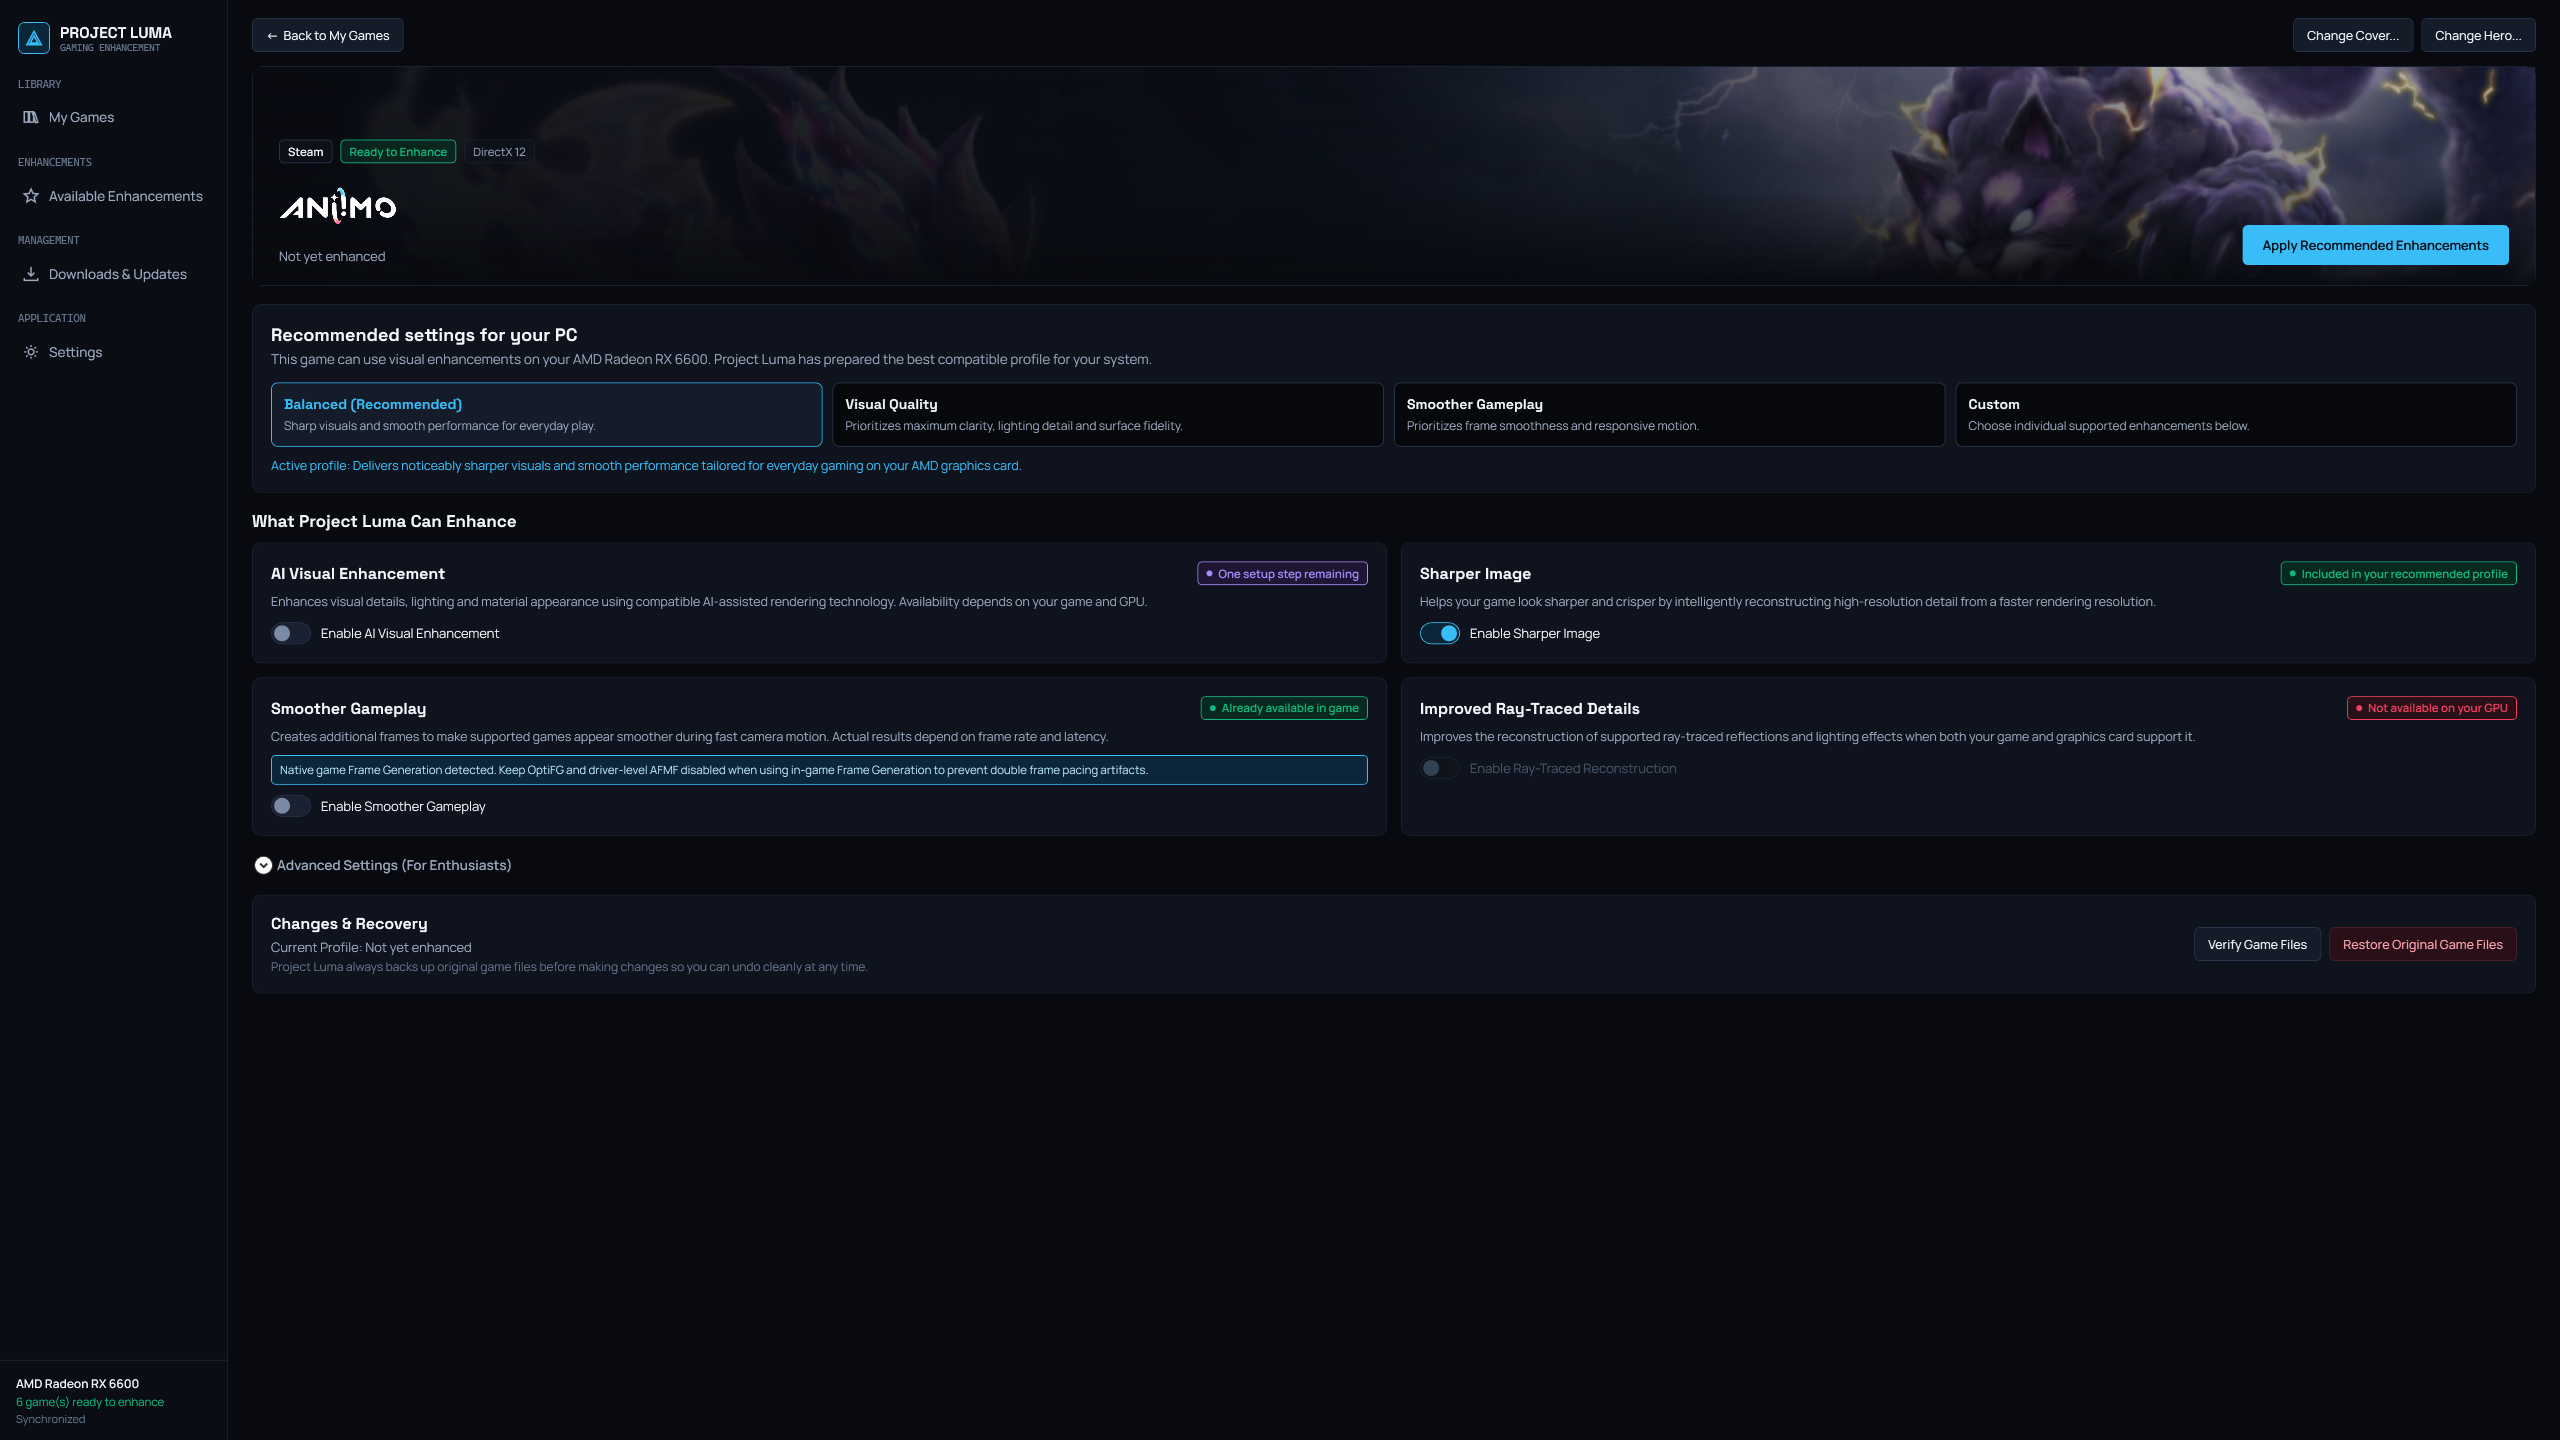 PROJECT LUMA
GAMING ENHANCEMENT
LIBRARY
My Games
ENHANCEMENTS
Available Enhancements
MANAGEMENT
Downloads & Updates
APPLICATION
Settings
AMD Radeon RX 6600
6 game(s) ready to enhance
Synchronized
← Back to My Games
Change Cover...
Change Hero...
Steam
Ready to Enhance
DirectX 12
ANIIMO
Not yet enhanced
Apply Recommended Enhancements
Recommended settings for your PC
This game can use visual enhancements on your AMD Radeon RX 6600. Project Luma has prepared the best compatible profile for your system.
Balanced (Recommended)
Sharp visuals and smooth performance for everyday play.
Visual Quality
Prioritizes maximum clarity, lighting detail and surface fidelity.
Smoother Gameplay
Prioritizes frame smoothness and responsive motion.
Custom
Choose individual supported enhancements below.
Active profile: Delivers noticeably sharper visuals and smooth performance tailored for everyday gaming on your AMD graphics card.
What Project Luma Can Enhance
AI Visual Enhancement
One setup step remaining
Enhances visual details, lighting and material appearance using compatible AI-assisted rendering technology. Availability depends on your game and GPU.
Enable AI Visual Enhancement
Sharper Image
Included in your recommended profile
Helps your game look sharper and crisper by intelligently reconstructing high-resolution detail from a faster rendering resolution.
Enable Sharper Image
Smoother Gameplay
Already available in game
Creates additional frames to make supported games appear smoother during fast camera motion. Actual results depend on frame rate and latency.
Native game Frame Generation detected. Keep OptiFG and driver-level AFMF disabled when using in-game Frame Generation to prevent double frame pacing artifacts.
Enable Smoother Gameplay
Improved Ray-Traced Details
Not available on your GPU
Improves the reconstruction of supported ray-traced reflections and lighting effects when both your game and graphics card support it.
Enable Ray-Traced Reconstruction
Advanced Settings (For Enthusiasts)
Changes & Recovery
Current Profile: Not yet enhanced
Project Luma always backs up original game files before making changes so you can undo cleanly at any time.
Verify Game Files
Restore Original Game Files